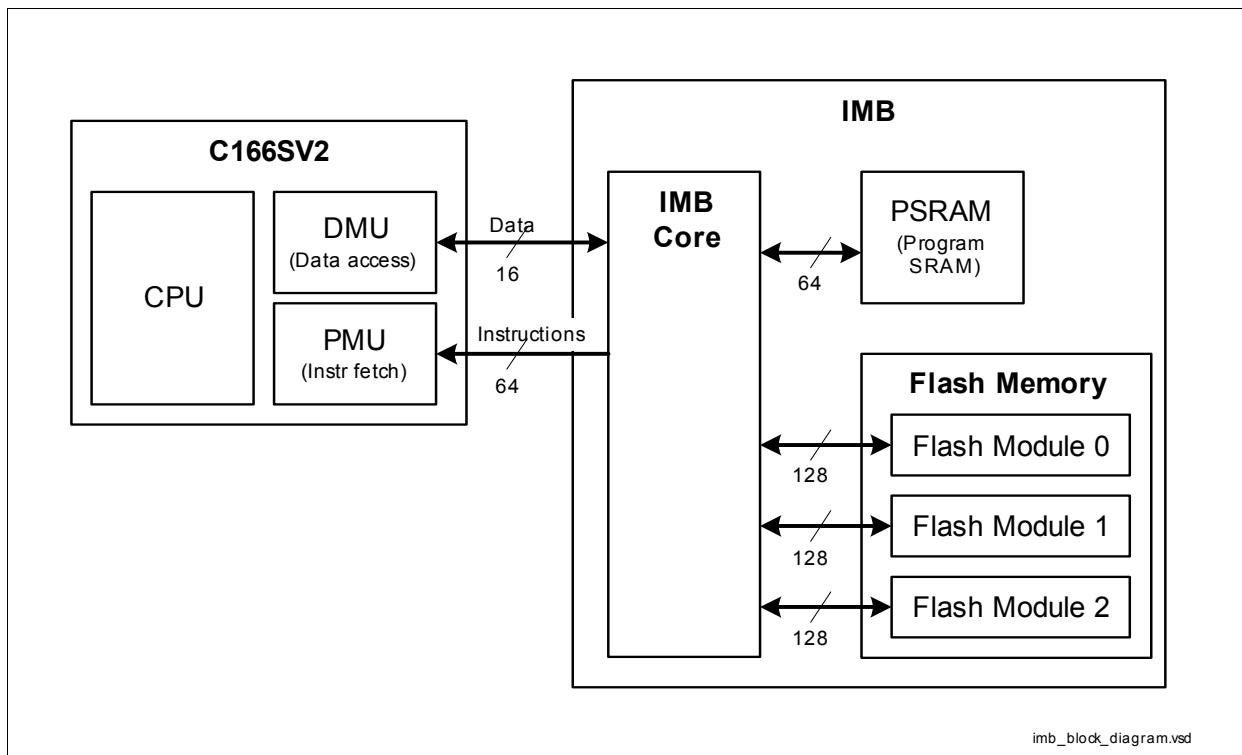 IMB
C166SV2
CPU
DMU
(Data access)
PMU
(Instr fetch)
Data
16
Instructions
64
IMB
Core
64
PSRAM
(Program
SRAM)
Flash Memory
128
Flash Module 0
128
Flash Module 1
128
Flash Module 2
imb_block_diagram.vsd